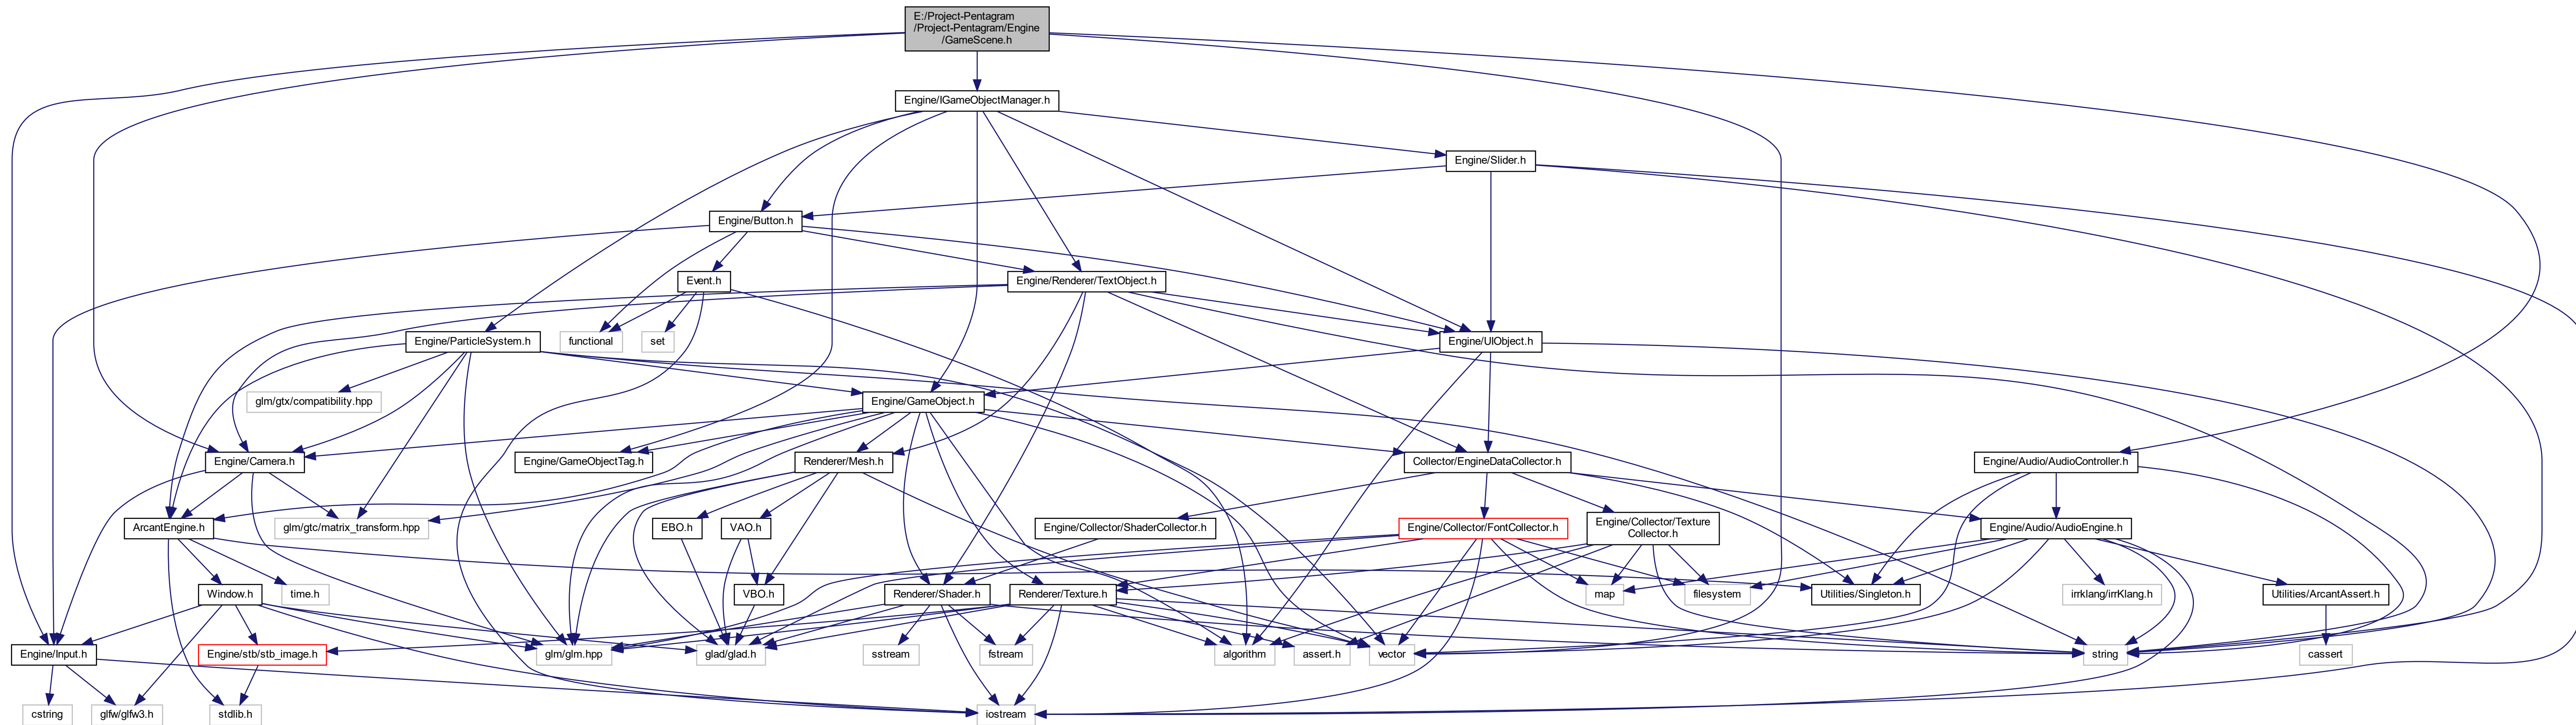 E:/Project-Pentagram
/Project-Pentagram/Engine
/GameScene.h
Engine/IGameObjectManager.h
Engine/Slider.h
Engine/Button.h
Event.h
Engine/Renderer/TextObject.h
Engine/ParticleSystem.h
functional
set
Engine/UIObject.h
glm/gtx/compatibility.hpp
Engine/GameObject.h
Engine/Camera.h
Engine/GameObjectTag.h
Renderer/Mesh.h
Collector/EngineDataCollector.h
Engine/Audio/AudioController.h
ArcantEngine.h
glm/gtc/matrix_transform.hpp
EBO.h
VAO.h
Engine/Collector/ShaderCollector.h
Engine/Collector/FontCollector.h
Engine/Collector/Texture
Collector.h
Engine/Audio/AudioEngine.h
Window.h
time.h
VBO.h
Renderer/Shader.h
Renderer/Texture.h
map
filesystem
Utilities/Singleton.h
irrklang/irrKlang.h
Utilities/ArcantAssert.h
Engine/Input.h
Engine/stb/stb_image.h
glm/glm.hpp
glad/glad.h
sstream
fstream
algorithm
assert.h
vector
string
cassert
cstring
glfw/glfw3.h
stdlib.h
iostream